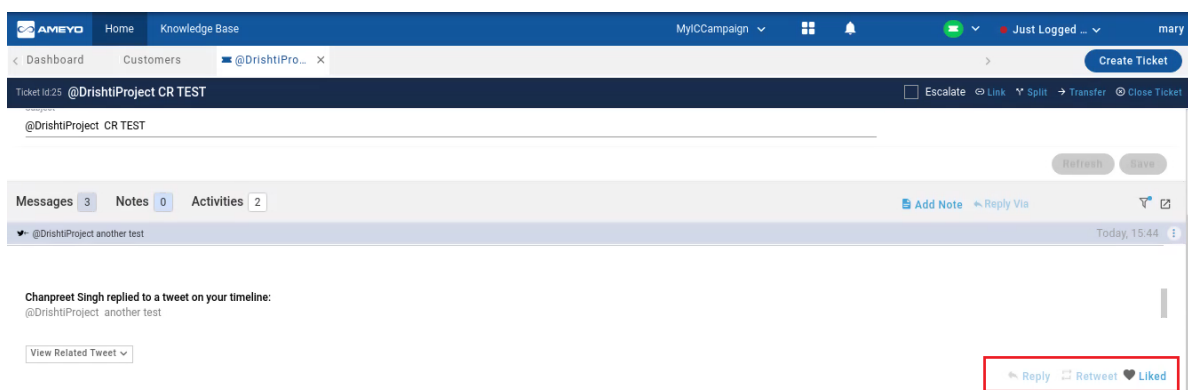 AMEYO Home Knowledge Base MyICCampaign Just Logged ... mary
Dashboard Customers @DrishtiPro... × Create Ticket
Ticket Id:25 @DrishtiProject CR TEST Escalate Link Split Transfer Close Ticket
@DrishtiProject CR TEST
Refresh Save
Messages 3 Notes 0 Activities 2 Add Note Reply Via
@DrishtiProject another test Today, 15:44
Chanpreet Singh replied to a tweet on your timeline:
@DrishtiProject another test
View Related Tweet
Reply Retweet Liked